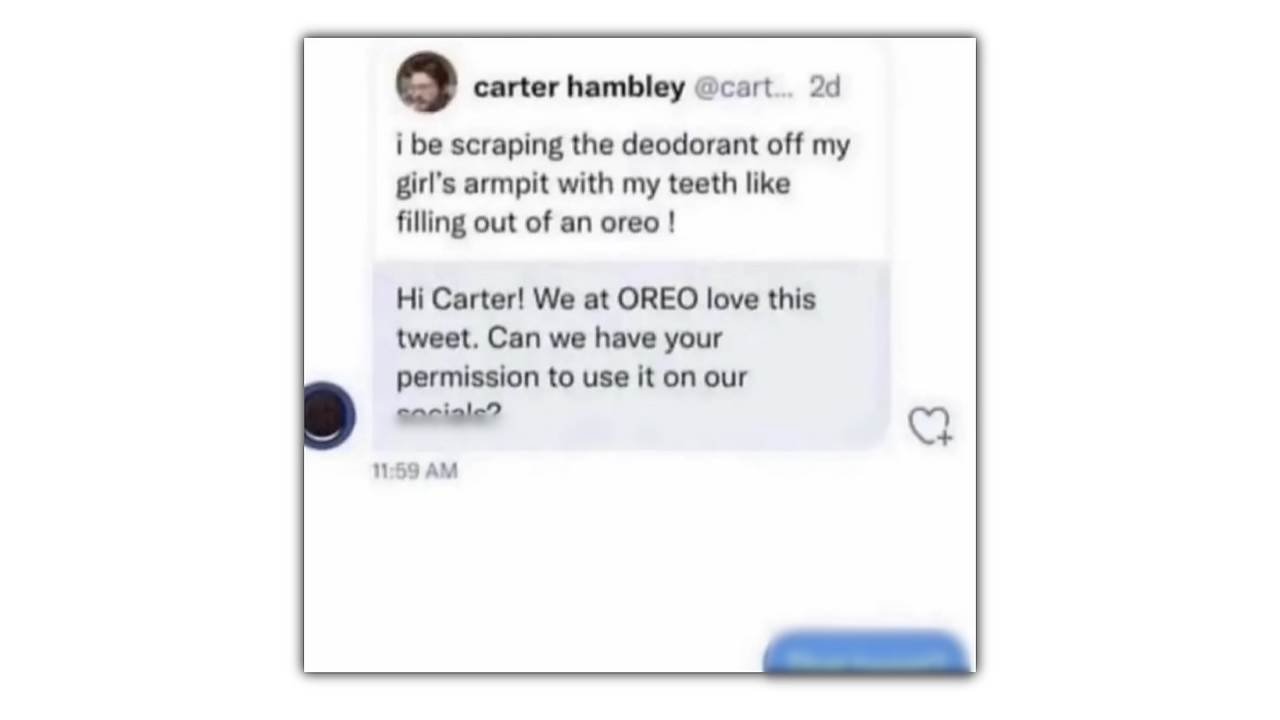 carter hambley @cart... 2d
i be scraping the deodorant off my
girl's armpit with my teeth like
filling out of an oreo !
Hi Carter! We at OREO love this
tweet. Can we have your
permission to use it on our
socials?
11:59 AM